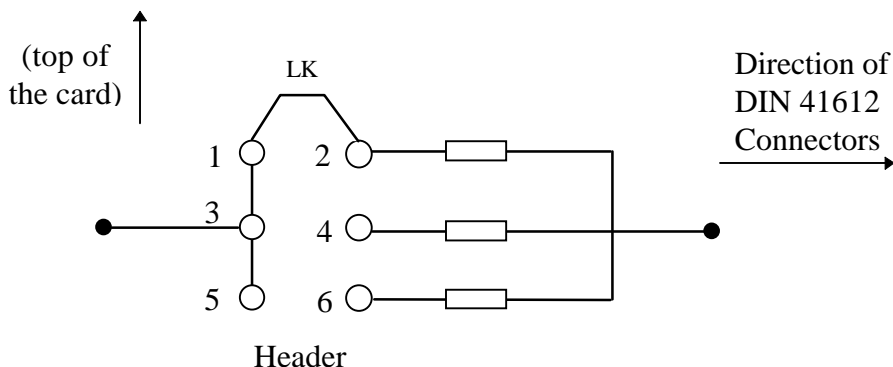 (top of
the card)
LK
Direction of
DIN 41612
Connectors
1
2
3
4
5
6
Header